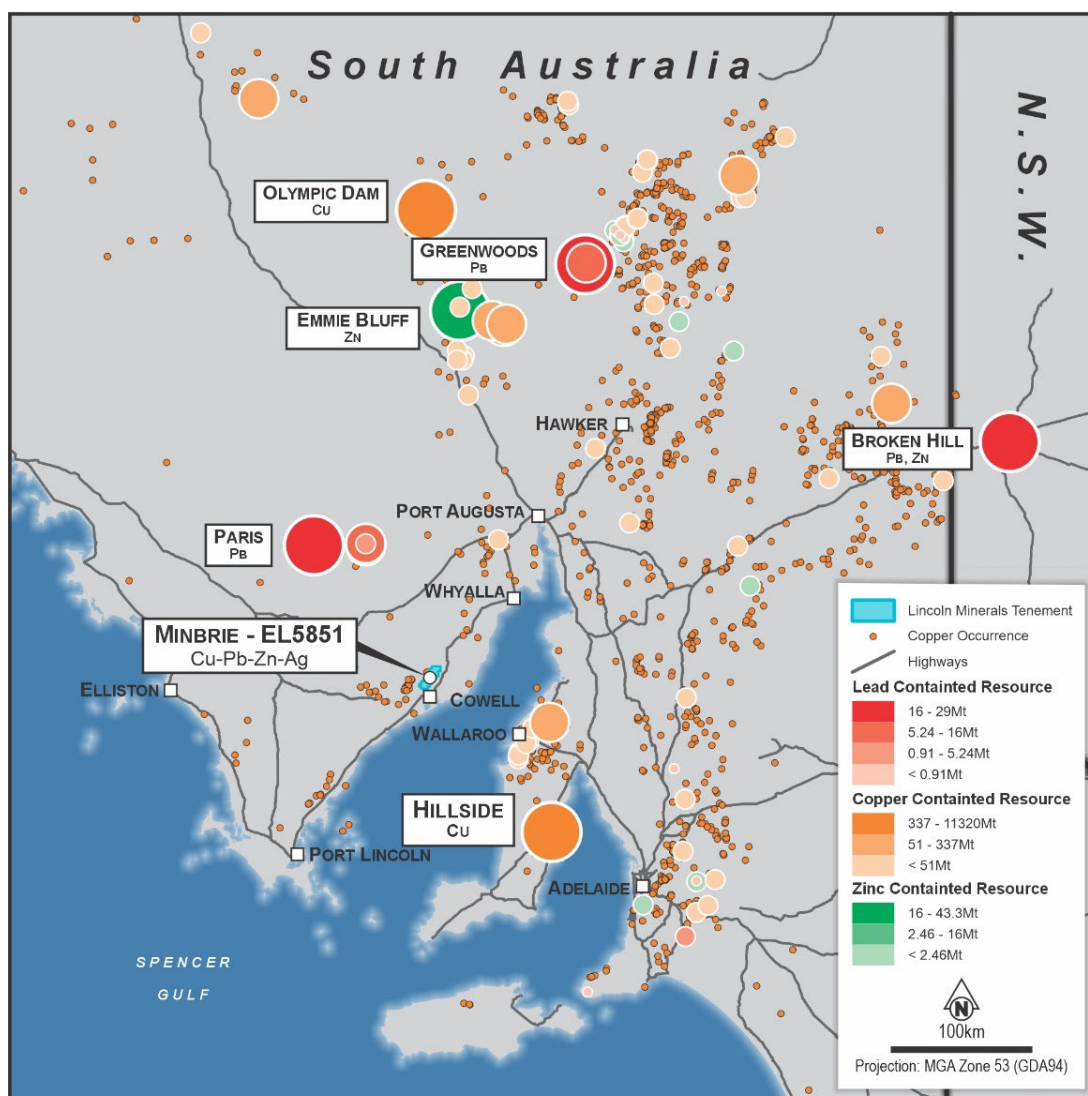 South Australia
N.S.W.
OLYMPIC DAM
CU
GREENWOODS
PB
EMMIE BLUFF
ZN
HAWKER
BROKEN HILL
PB, ZN
PORT AUGUSTA
PARIS
PB
WHYALLA
MINBRIE - EL5851
Cu-Pb-Zn-Ag
ELLISTON
COWELL
WALLAROO
HILLSIDE
CU
PORT LINCOLN
ADELAIDE
SPENCER
GULF
Lincoln Minerals Tenement
Copper Occurrence
Highways
Lead Containted Resource
16 - 29Mt
5.24 - 16Mt
0.91 - 5.24Mt
< 0.91Mt
Copper Containted Resource
337 - 11320Mt
51 - 337Mt
< 51Mt
Zinc Containted Resource
16 - 43.3Mt
2.46 - 16Mt
< 2.46Mt
N
100km
Projection: MGA Zone 53 (GDA94)